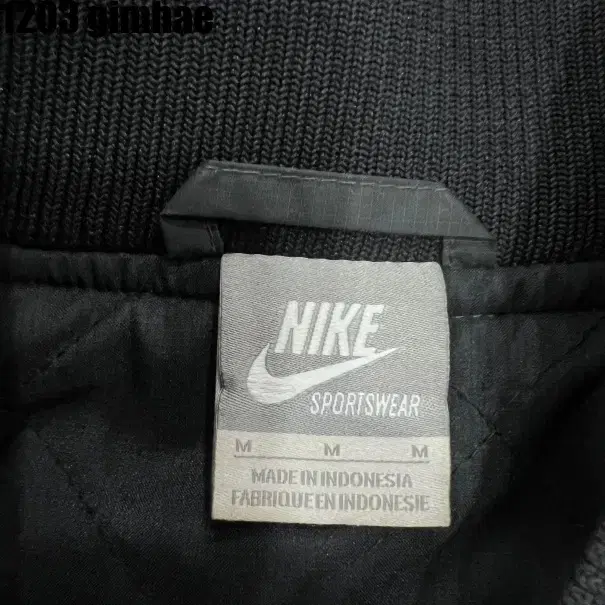 1203 gimhae
NIKE
SPORTSWEAR
M M M
MADE IN INDONESIA
FABRIQUE EN INDONESIE